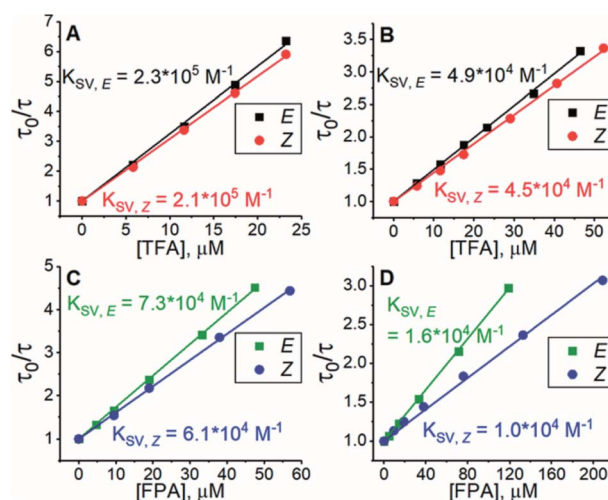 A
K_SV, E = 2.3*10^5 M^-1
E
Z
K_SV, Z = 2.1*10^5 M^-1
τ0/τ
7
6
5
4
3
2
1
0 5 10 15 20 25
[TFA], μM
B
K_SV, E = 4.9*10^4 M^-1
E
Z
K_SV, Z = 4.5*10^4 M^-1
τ0/τ
3.5
3.0
2.5
2.0
1.5
1.0
0 10 20 30 40 50
[TFA], μM
C
K_SV, E = 7.3*10^4 M^-1
E
Z
K_SV, Z = 6.1*10^4 M^-1
τ0/τ
5
4
3
2
1
0 10 20 30 40 50 60
[FPA], μM
D
K_SV, E
= 1.6*10^4 M^-1
E
Z
K_SV, Z = 1.0*10^4 M^-1
τ0/τ
3.0
2.5
2.0
1.5
1.0
0 40 80 120 160 200
[FPA], μM